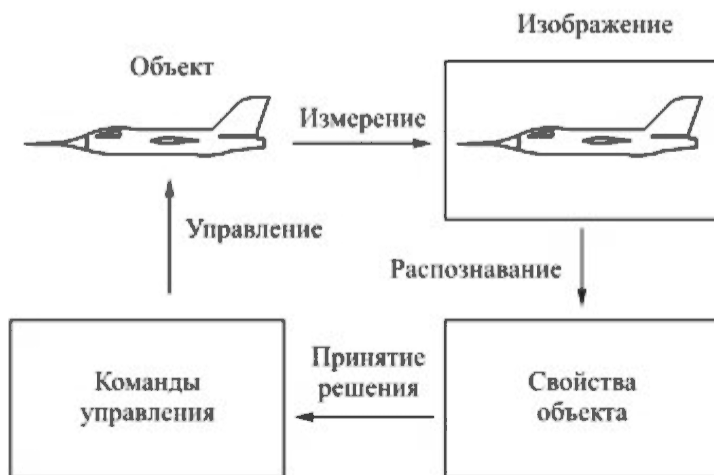 Изображение
Объект
Измерение
Управление
Распознавание
Команды
управления
Принятие
решения
Свойства
объекта